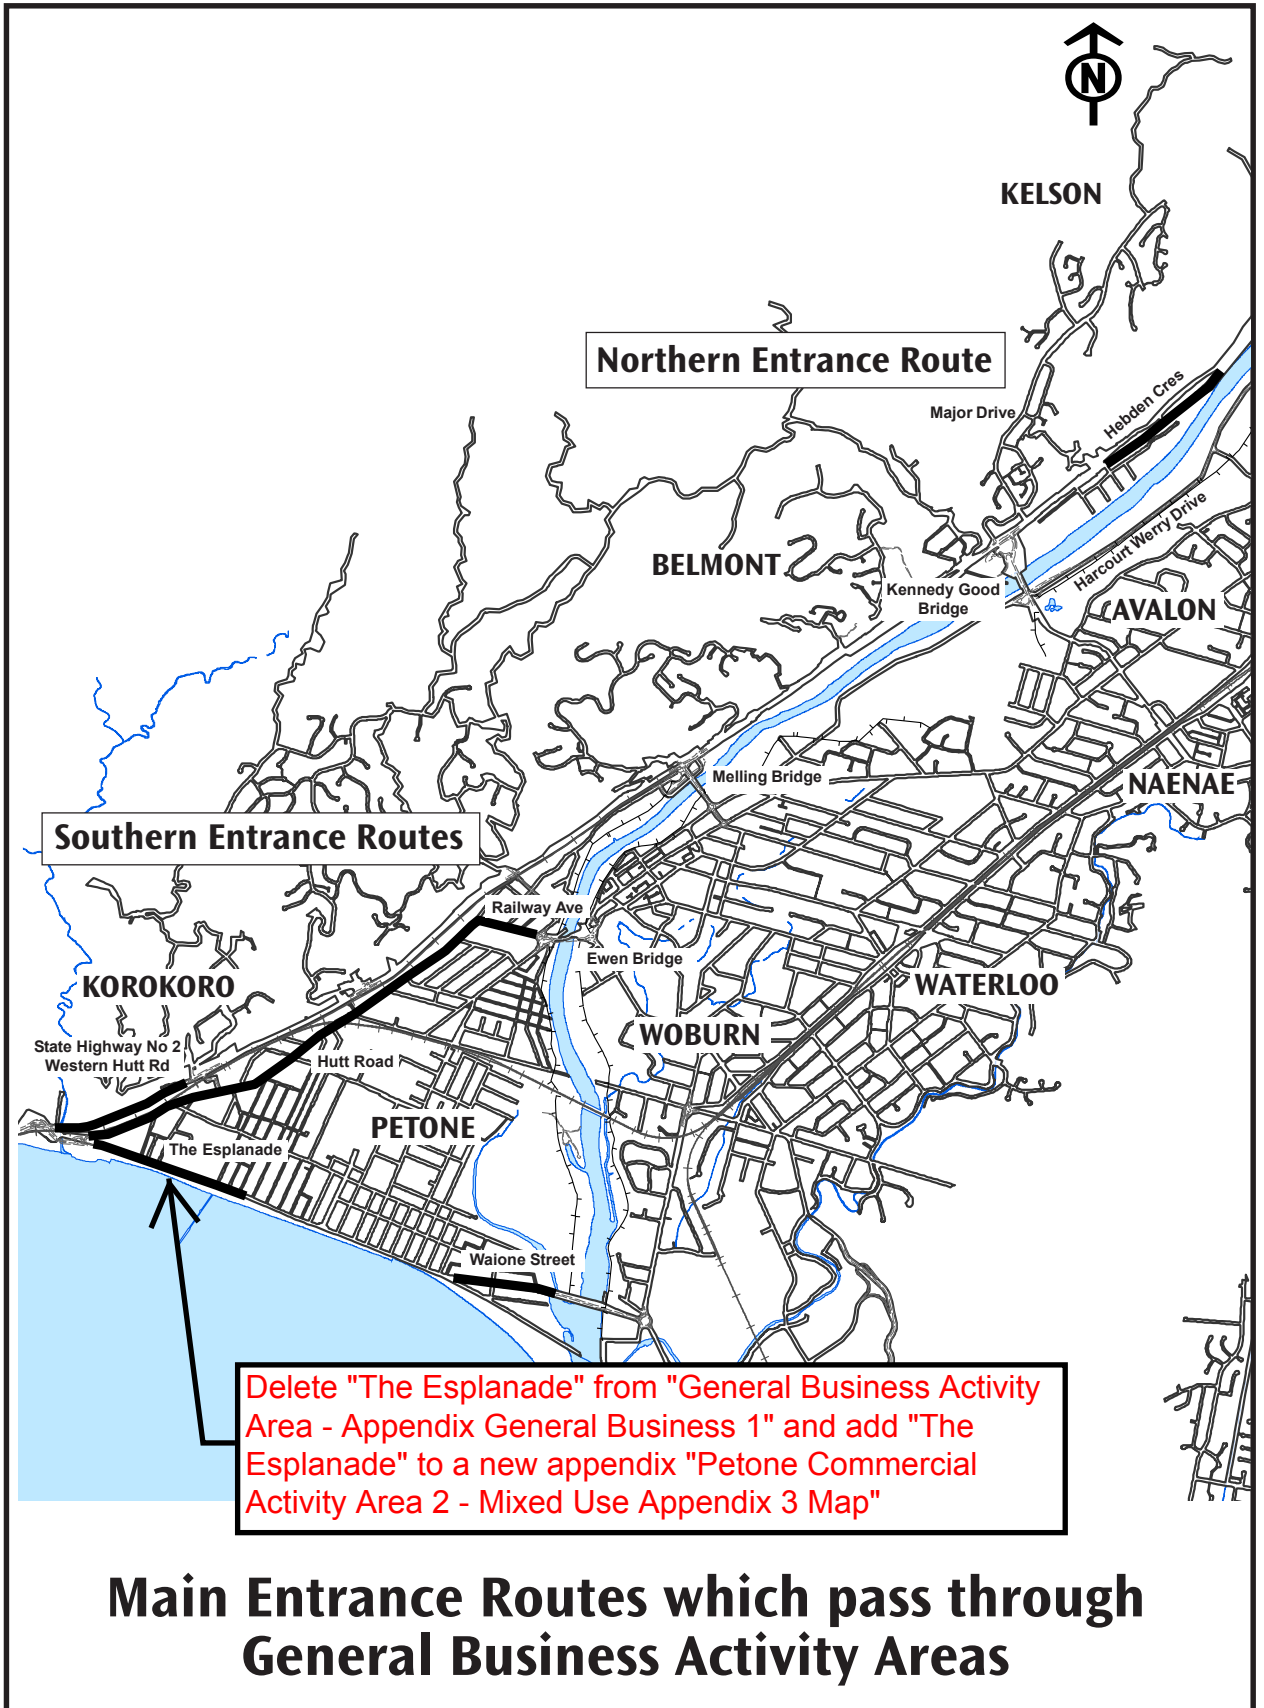 N
KELSON
Northern Entrance Route
Major Drive
Hebden Cres
Harcourt Werry Drive
BELMONT
Kennedy Good
Bridge
AVALON
Melling Bridge
NAENAE
Southern Entrance Routes
Railway Ave
Ewen Bridge
KOROKORO
WATERLOO
WOBURN
State Highway No 2
Western Hutt Rd
Hutt Road
PETONE
The Esplanade
Waione Street
Delete "The Esplanade" from "General Business Activity
Area - Appendix General Business 1" and add "The
Esplanade" to a new appendix "Petone Commercial
Activity Area 2 - Mixed Use Appendix 3 Map"
Main Entrance Routes which pass through
General Business Activity Areas